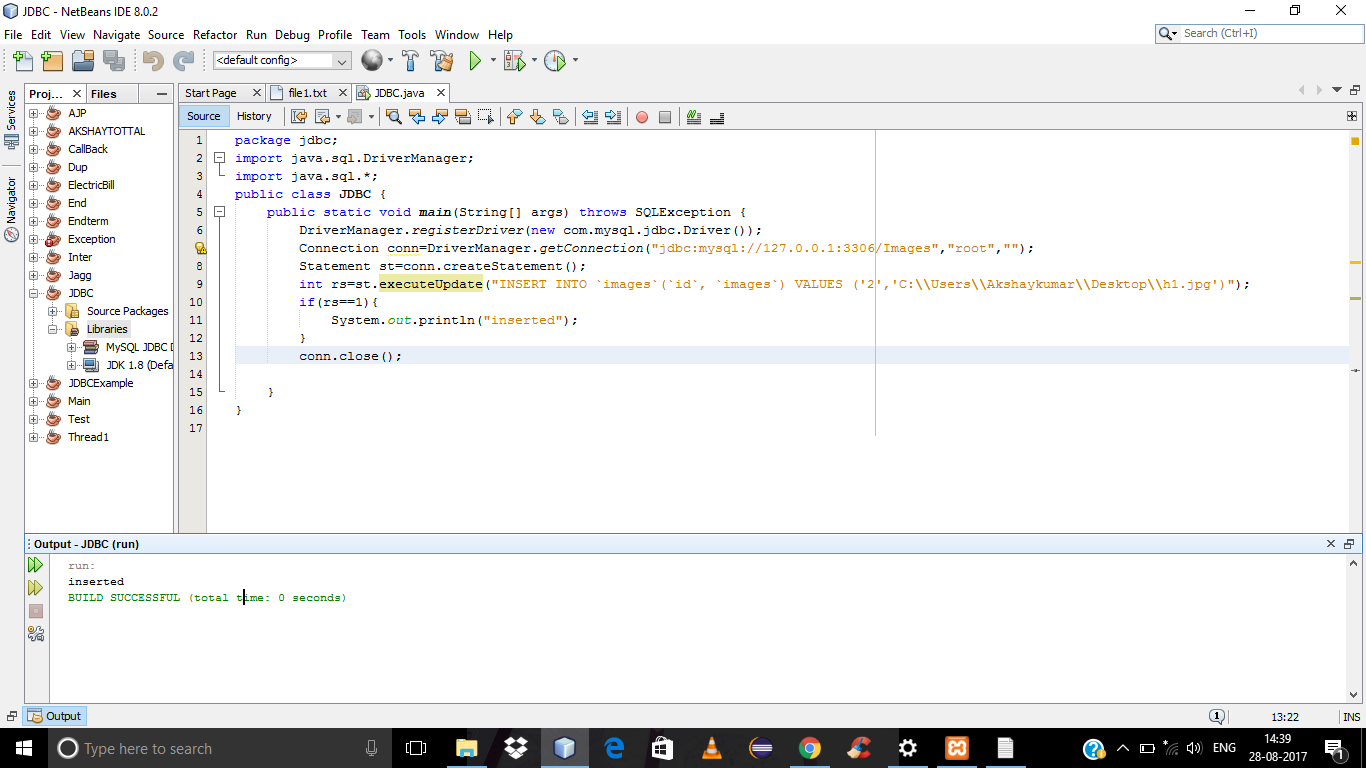 JDBC - NetBeans IDE 8.0.2
File Edit View Navigate Source Refactor Run Debug Profile Team Tools Window Help
Search (Ctrl+I)
<default config>
Services
Navigator
Proj... Files
AJP
AKSHAYTOTTAL
CallBack
Dup
ElectricBill
End
Endterm
Exception
Inter
Jagg
JDBC
Source Packages
Libraries
MySQL JDBC D
JDK 1.8 (Defa
JDBCExample
Main
Test
Thread1
Start Page file1.txt JDBC.java
Source History
1 package jdbc;
2 import java.sql.DriverManager;
3 import java.sql.*;
4 public class JDBC {
5 public static void main(String[] args) throws SQLException {
6 DriverManager.registerDriver(new com.mysql.jdbc.Driver());
Connection conn=DriverManager.getConnection("jdbc:mysql://127.0.0.1:3306/Images","root","");
8 Statement st=conn.createStatement();
9 int rs=st.executeUpdate("INSERT INTO `images`(`id`, `images`) VALUES ('2','C:\\Users\\Akshaykumar\\Desktop\\h1.jpg')");
10 if(rs==1){
11 System.out.println("inserted");
12 }
13 conn.close();
14
15 }
16 }
17
Output - JDBC (run)
run:
inserted
BUILD SUCCESSFUL (total time: 0 seconds)
Output
1 13:22 INS
Type here to search
ENG
14:39
28-08-2017
1